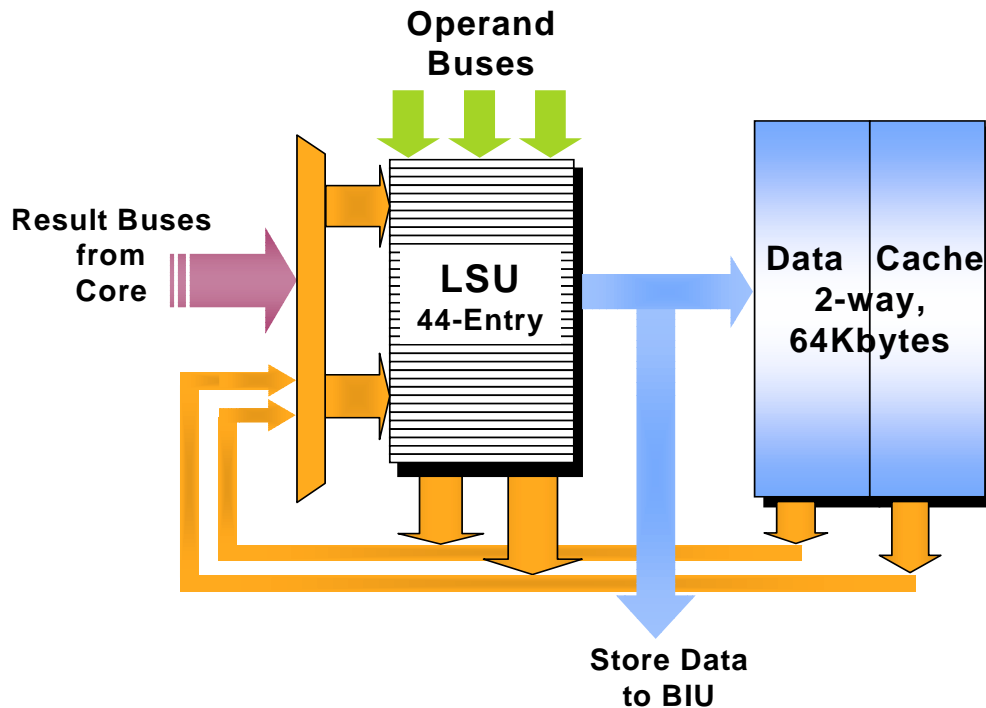 Operand
Buses
Result Buses
from
Core
LSU
44-Entry
Data Cache
2-way,
64Kbytes
Store Data
to BIU